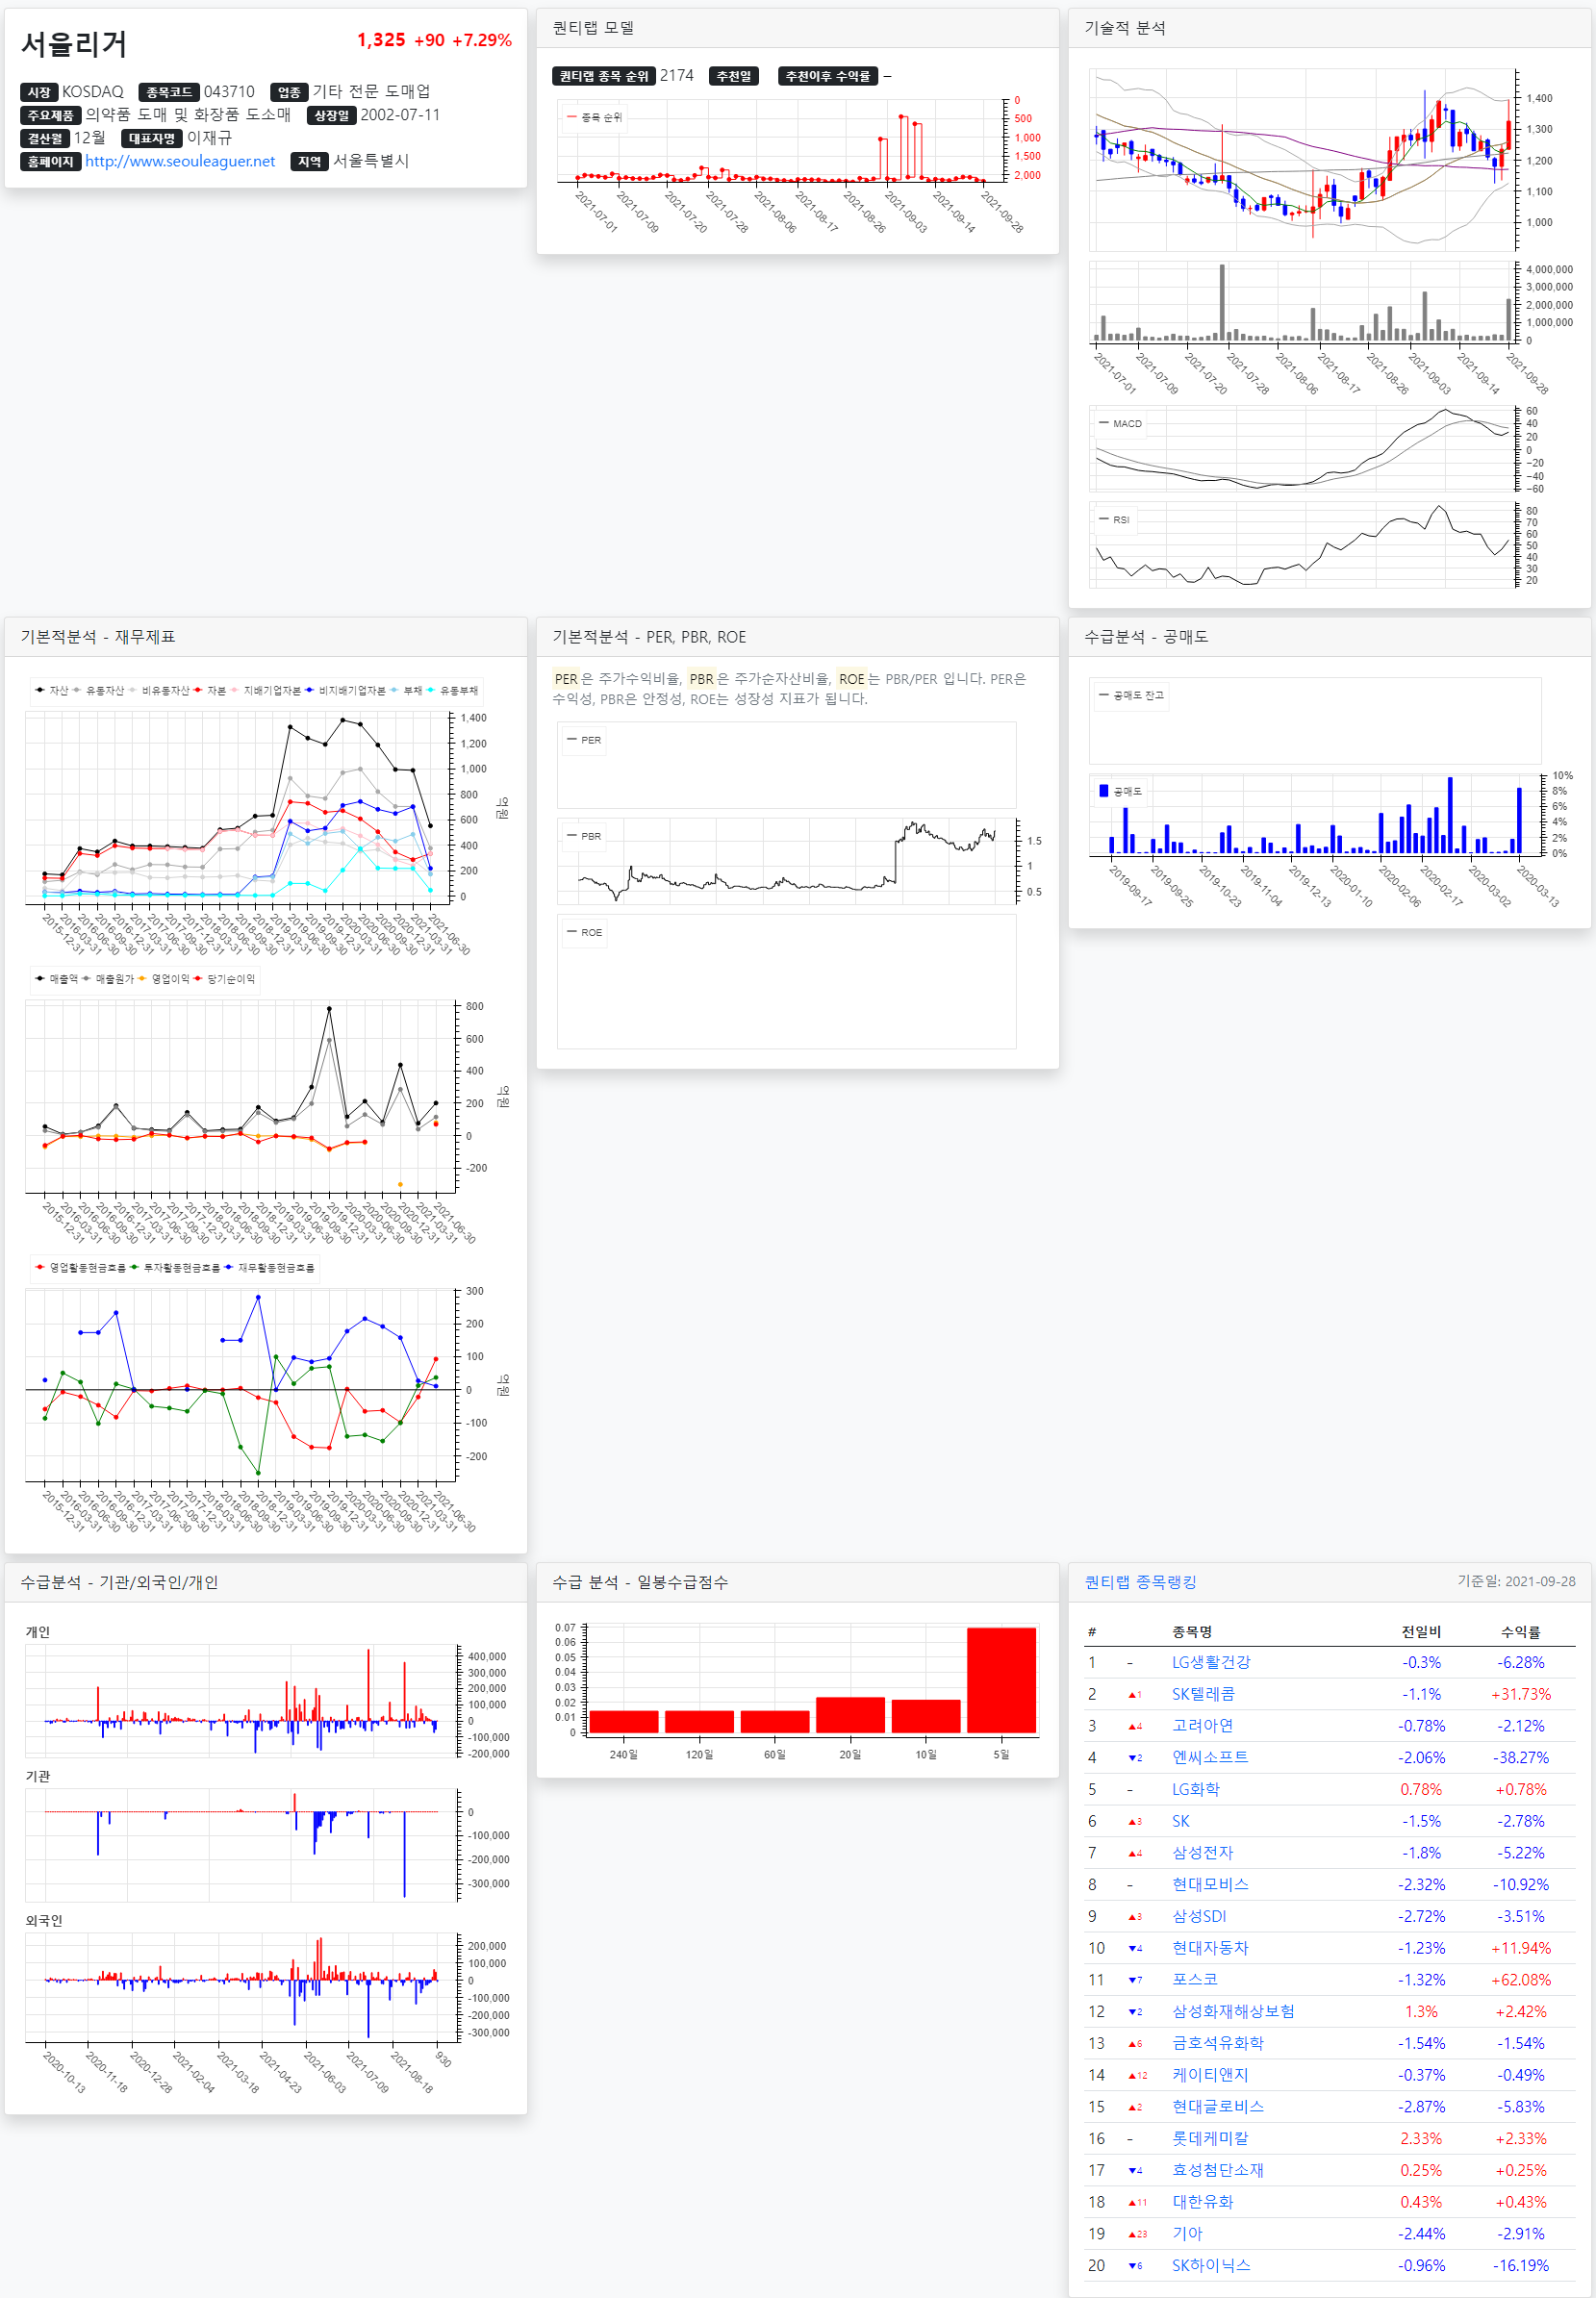 서울리거
1,325 +90 +7.29%
시장 KOSDAQ 종목코드 043710 업종 기타 전문 도매업
주요제품 의약품 도매 및 화장품 도소매 상장일 2002-07-11
결산월 12월 대표자명 이재규
홈페이지 http://www.seouleaguer.net 지역 서울특별시
퀀티랩 모델
퀀티랩 종목 순위 2174 추천일 추천이후 수익률 –
종목 순위
0
500
1,000
1,500
2,000
2021-07-01 2021-07-09 2021-07-20 2021-07-28 2021-08-06 2021-08-17 2021-08-26 2021-09-03 2021-09-14 2021-09-28
기술적 분석
1,400
1,300
1,200
1,100
1,000
4,000,000
3,000,000
2,000,000
1,000,000
0
2021-07-01 2021-07-09 2021-07-20 2021-07-28 2021-08-06 2021-08-17 2021-08-26 2021-09-03 2021-09-14 2021-09-28
MACD
60
40
20
0
−20
−40
−60
RSI
80
70
60
50
40
30
20
기본적분석 - 재무제표
자산 유동자산 비유동자산 자본 지배기업자본 비지배기업자본 부채 유동부채
1,400
1,200
1,000
800
600
400
200
0
억원
2015-12-31 2016-03-31 2016-06-30 2016-09-30 2016-12-31 2017-03-31 2017-06-30 2017-09-30 2017-12-31 2018-03-31 2018-06-30 2018-09-30 2018-12-31 2019-03-31 2019-06-30 2019-09-30 2019-12-31 2020-03-31 2020-06-30 2020-09-30 2020-12-31 2021-03-31 2021-06-30
매출액 매출원가 영업이익 당기순이익
800
600
400
200
0
-200
억원
2015-12-31 2016-03-31 2016-06-30 2016-09-30 2016-12-31 2017-03-31 2017-06-30 2017-09-30 2017-12-31 2018-03-31 2018-06-30 2018-09-30 2018-12-31 2019-03-31 2019-06-30 2019-09-30 2019-12-31 2020-03-31 2020-06-30 2020-09-30 2020-12-31 2021-03-31 2021-06-30
영업활동현금흐름 투자활동현금흐름 재무활동현금흐름
300
200
100
0
-100
-200
억원
2015-12-31 2016-03-31 2016-06-30 2016-09-30 2016-12-31 2017-03-31 2017-06-30 2017-09-30 2017-12-31 2018-03-31 2018-06-30 2018-09-30 2018-12-31 2019-03-31 2019-06-30 2019-09-30 2019-12-31 2020-03-31 2020-06-30 2020-09-30 2020-12-31 2021-03-31 2021-06-30
기본적분석 - PER, PBR, ROE
PER은 주가수익비율, PBR은 주가순자산비율, ROE는 PBR/PER 입니다. PER은
수익성, PBR은 안정성, ROE는 성장성 지표가 됩니다.
PER
PBR
1.5
1
0.5
ROE
수급분석 - 공매도
공매도 잔고
공매도
10%
8%
6%
4%
2%
0%
2019-09-17 2019-09-25 2019-10-23 2019-11-04 2019-12-13 2020-01-10 2020-02-06 2020-02-17 2020-03-02 2020-03-13
수급분석 - 기관/외국인/개인
개인
400,000
300,000
200,000
100,000
0
-100,000
-200,000
기관
0
-100,000
-200,000
-300,000
외국인
200,000
100,000
0
-100,000
-200,000
-300,000
2020-10-13 2020-11-18 2020-12-28 2021-02-04 2021-03-18 2021-04-23 2021-06-03 2021-07-09 2021-08-18 930
수급 분석 - 일봉수급점수
0.07
0.06
0.05
0.04
0.03
0.02
0.01
0
240일 120일 60일 20일 10일 5일
퀀티랩 종목랭킹 기준일: 2021-09-28
# 종목명 전일비 수익률
1 - LG생활건강 -0.3% -6.28%
2 ▲1 SK텔레콤 -1.1% +31.73%
3 ▲4 고려아연 -0.78% -2.12%
4 ▼2 엔씨소프트 -2.06% -38.27%
5 - LG화학 0.78% +0.78%
6 ▲3 SK -1.5% -2.78%
7 ▲4 삼성전자 -1.8% -5.22%
8 - 현대모비스 -2.32% -10.92%
9 ▲3 삼성SDI -2.72% -3.51%
10 ▼4 현대자동차 -1.23% +11.94%
11 ▼7 포스코 -1.32% +62.08%
12 ▼2 삼성화재해상보험 1.3% +2.42%
13 ▲6 금호석유화학 -1.54% -1.54%
14 ▲12 케이티앤지 -0.37% -0.49%
15 ▲2 현대글로비스 -2.87% -5.83%
16 - 롯데케미칼 2.33% +2.33%
17 ▼4 효성첨단소재 0.25% +0.25%
18 ▲11 대한유화 0.43% +0.43%
19 ▲23 기아 -2.44% -2.91%
20 ▼6 SK하이닉스 -0.96% -16.19%